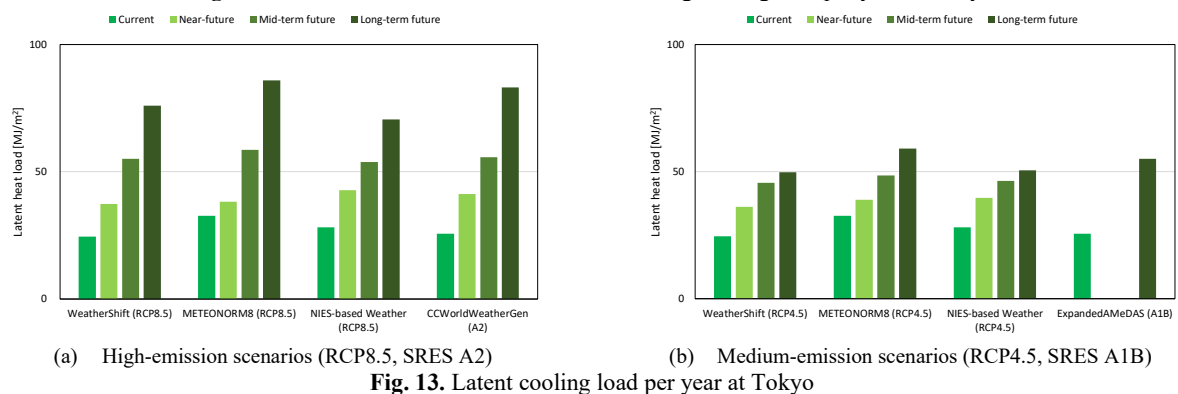 Current Near-future Mid-term future Long-term future
100
50
0
Latent heat load [MJ/m²]
WeatherShift (RCP8.5) METEONORM8 (RCP8.5) NIES-based Weather (RCP8.5) CCWorldWeatherGen (A2)
(a) High-emission scenarios (RCP8.5, SRES A2)
Current Near-future Mid-term future Long-term future
100
50
0
Latent heat load [MJ/m²]
WeatherShift (RCP4.5) METEONORM8 (RCP4.5) NIES-based Weather (RCP4.5) ExpandedAMeDAS (A1B)
(b) Medium-emission scenarios (RCP4.5, SRES A1B)
Fig. 13. Latent cooling load per year at Tokyo